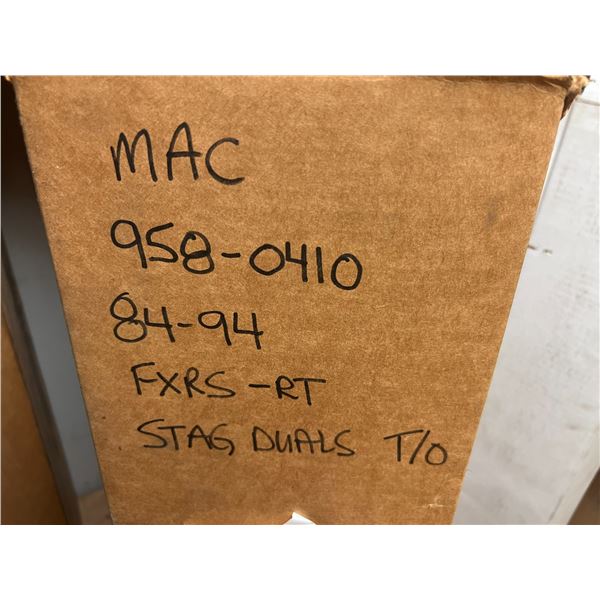 MAC
958-0410
84-94
FXRS-RT
STAG DUALS T/O